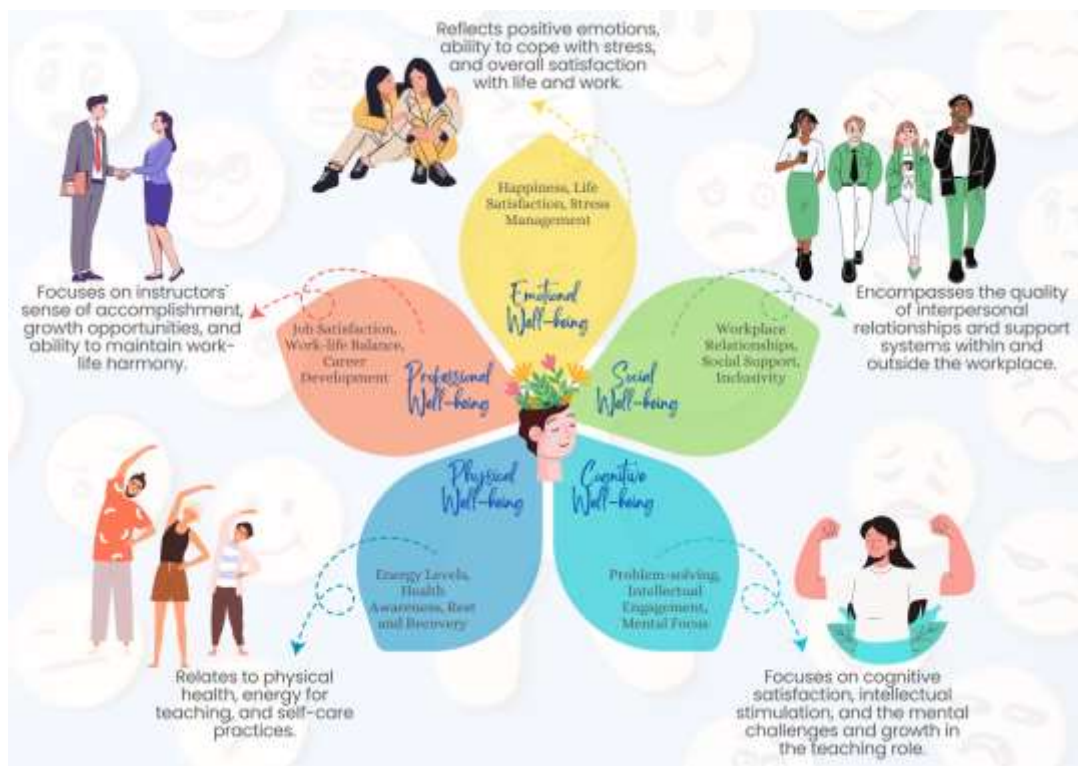 Reflects positive emotions,
ability to cope with stress,
and overall satisfaction
with life and work.
Happiness, Life
Satisfaction, Stress
Management
Emotional
Well-being
Focuses on instructors'
sense of accomplishment,
growth opportunities, and
ability to maintain work-
life harmony.
Job Satisfaction,
Work-life Balance,
Career
Development
Professional
Well-being
Social
Well-being
Workplace
Relationships,
Social Support,
Inclusivity
Encompasses the quality
of interpersonal
relationships and support
systems within and
outside the workplace.
Physical
Well-being
Energy Levels,
Health
Awareness, Rest
and Recovery
Relates to physical
health, energy for
teaching, and self-care
practices.
Cognitive
Well-being
Problem-solving,
Intellectual
Engagement,
Mental Focus
Focuses on cognitive
satisfaction, intellectual
stimulation, and the mental
challenges and growth in
the teaching role.